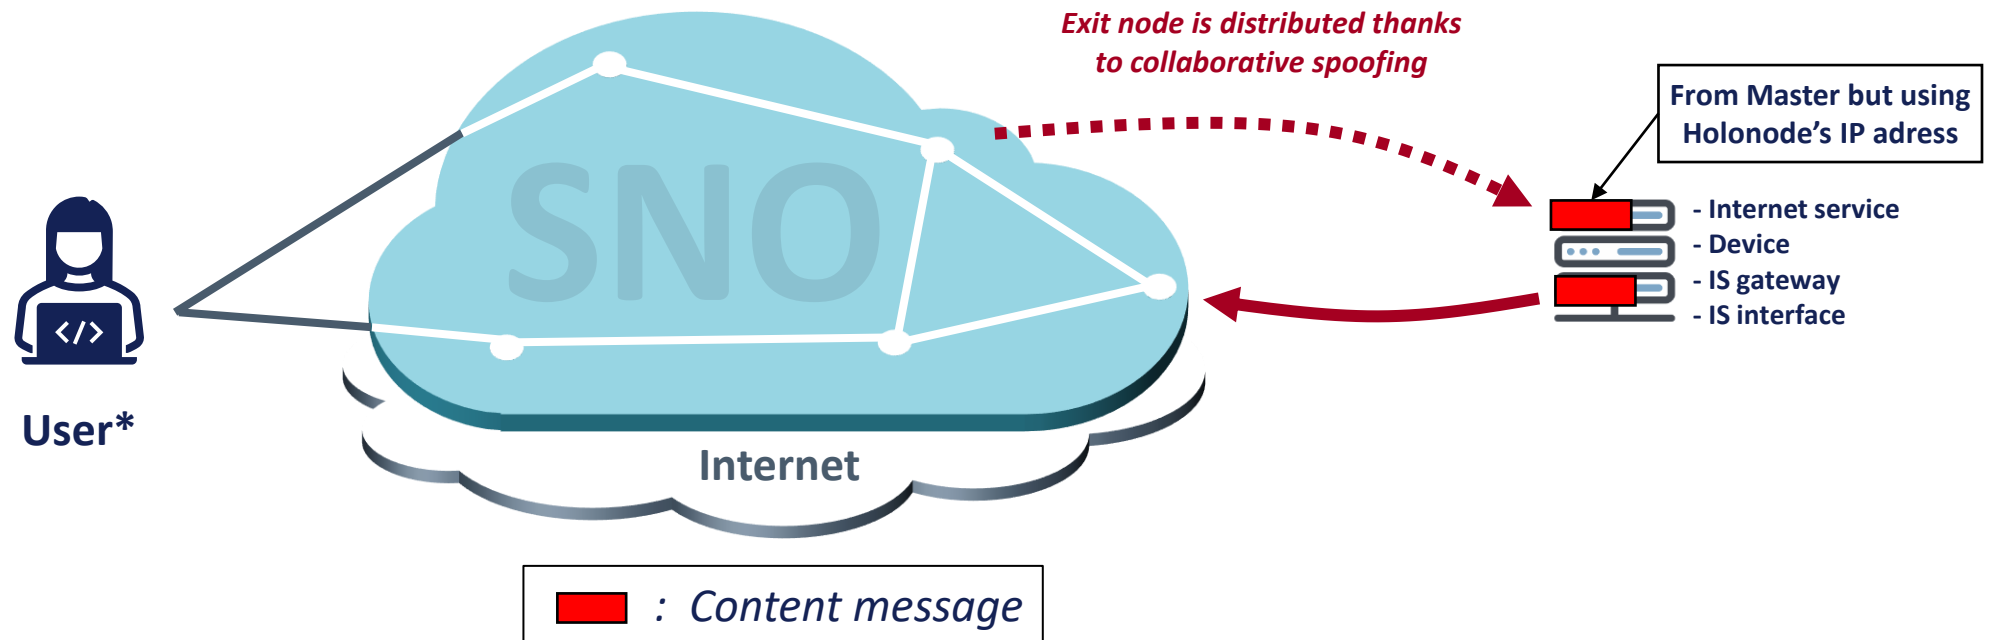 Exit node is distributed thanks
to collaborative spoofing
From Master but using
Holonode's IP adress
SNO
- Internet service
- Device
- IS gateway
- IS interface
</>
User*
Internet
: Content message